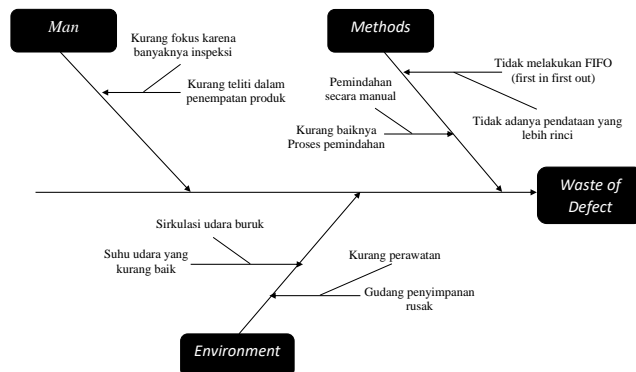 Man
Kurang fokus karena
banyaknya inspeksi
Kurang teliti dalam
penempatan produk
Methods
Tidak melakukan FIFO
(first in first out)
Pemindahan
secara manual
Tidak adanya pendataan yang
lebih rinci
Kurang baiknya
Proses pemindahan
Waste of
Defect
Sirkulasi udara buruk
Suhu udara yang
kurang baik
Kurang perawatan
Gudang penyimpanan
rusak
Environment